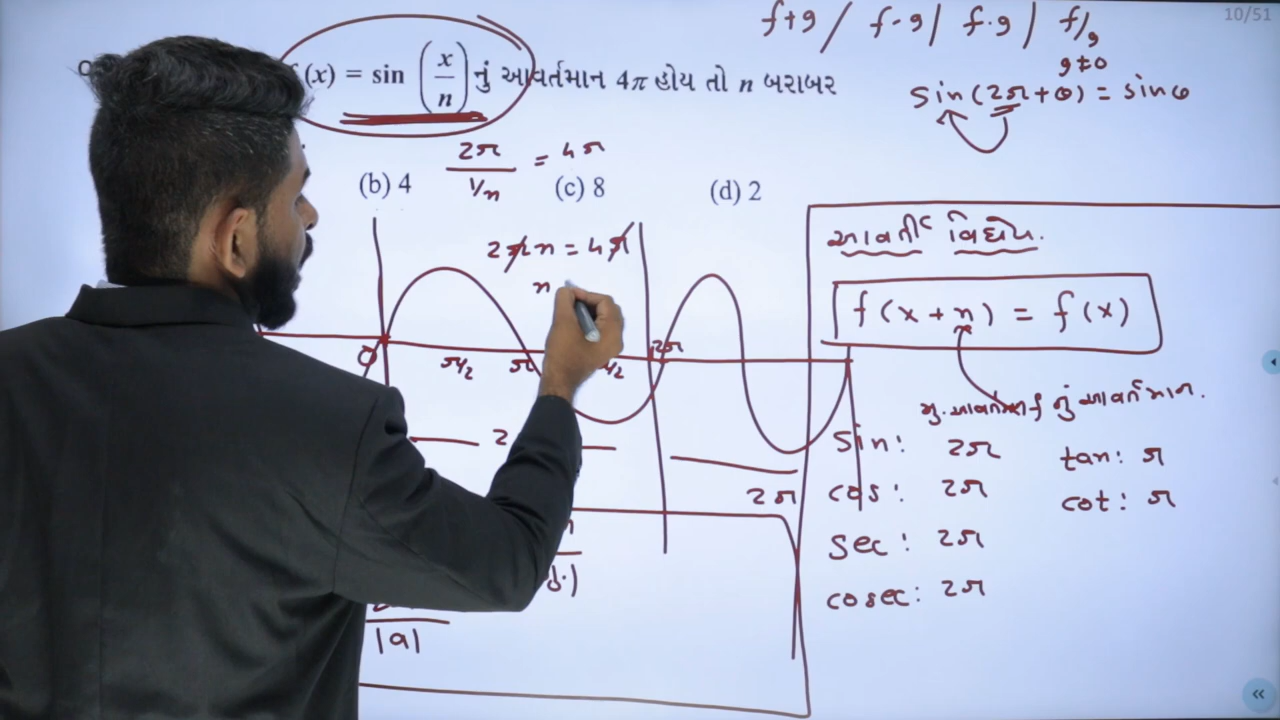 10/51
f+g / f-g / f·g / f/g
g≠0
f(x) = sin (x/n) નું આવર્તમાન 4π હોય તો n બરાબર
sin(2π+θ) = sinθ
2π / 1/n = 4π
(b) 4 (c) 8 (d) 2
2πn = 4π
n
આવર્તી વિધેય.
f(x+n) = f(x)
0 π/2 π 2π
મુ.આવર્તમાન
sin: 2π tan: π
cos: 2π cot: π
sec: 2π
cosec: 2π
2π
|a|